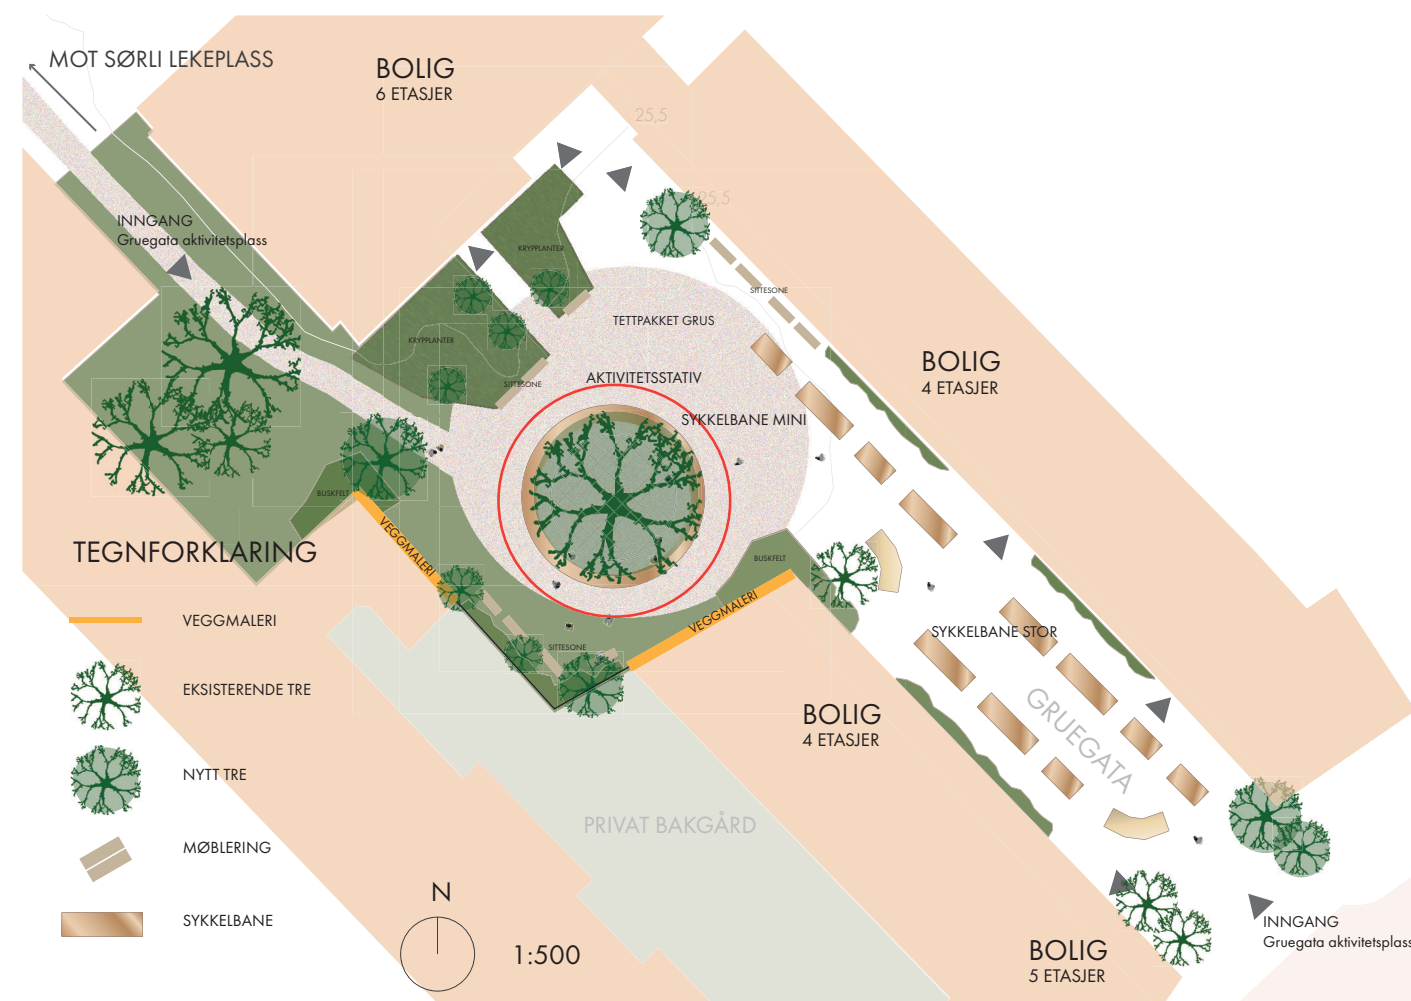 MOT SØRLI LEKEPLASS
BOLIG
6 ETASJER
25,5
25,5
INNGANG
Gruegata aktivitetsplass
KRYPPLANTER
SITTESONE
TETTPAKKET GRUS
KRYPPLANTER
BOLIG
4 ETASJER
AKTIVITETSSTATIV
SITTESONE
SYKKELBANE MINI
BUSKFELT
VEGGMALERI
TEGNFORKLARING
BUSKFELT
VEGGMALERI
VEGGMALERI
SITTESONE
SYKKELBANE STOR
EKSISTERENDE TRE
BOLIG
4 ETASJER
GRUEGATA
NYTT TRE
PRIVAT BAKGÅRD
MØBLERING
SYKKELBANE
N
1:500
INNGANG
Gruegata aktivitetsplass
BOLIG
5 ETASJER